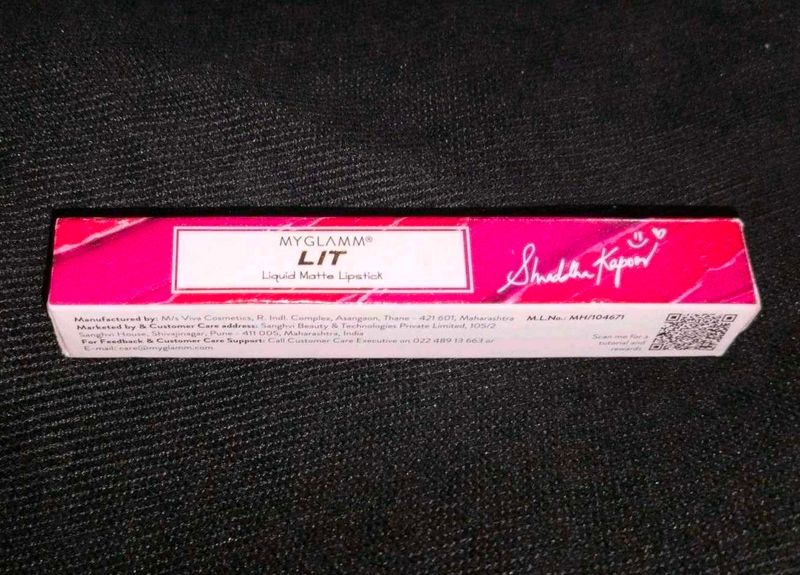 MYGLAMM®
LIT
Liquid Matte Lipstick
Shraddha Kapoor
Manufactured by: M/s Viva Cosmetics, R. Indl. Complex, Asangaon, Thane - 421 601, Maharashtra M.L.No.: MH/104671
Marketed by & Customer Care address: Sanghvi Beauty & Technologies Private Limited, 105/2
Sanghvi House, Shivajinagar, Pune - 411 005, Maharashtra, India
For Feedback & Customer Care Support: Call Customer Care Executive on 022 489 13 663 or
E-mail: care@myglamm.com
Scan me for a
tutorial and
rewards